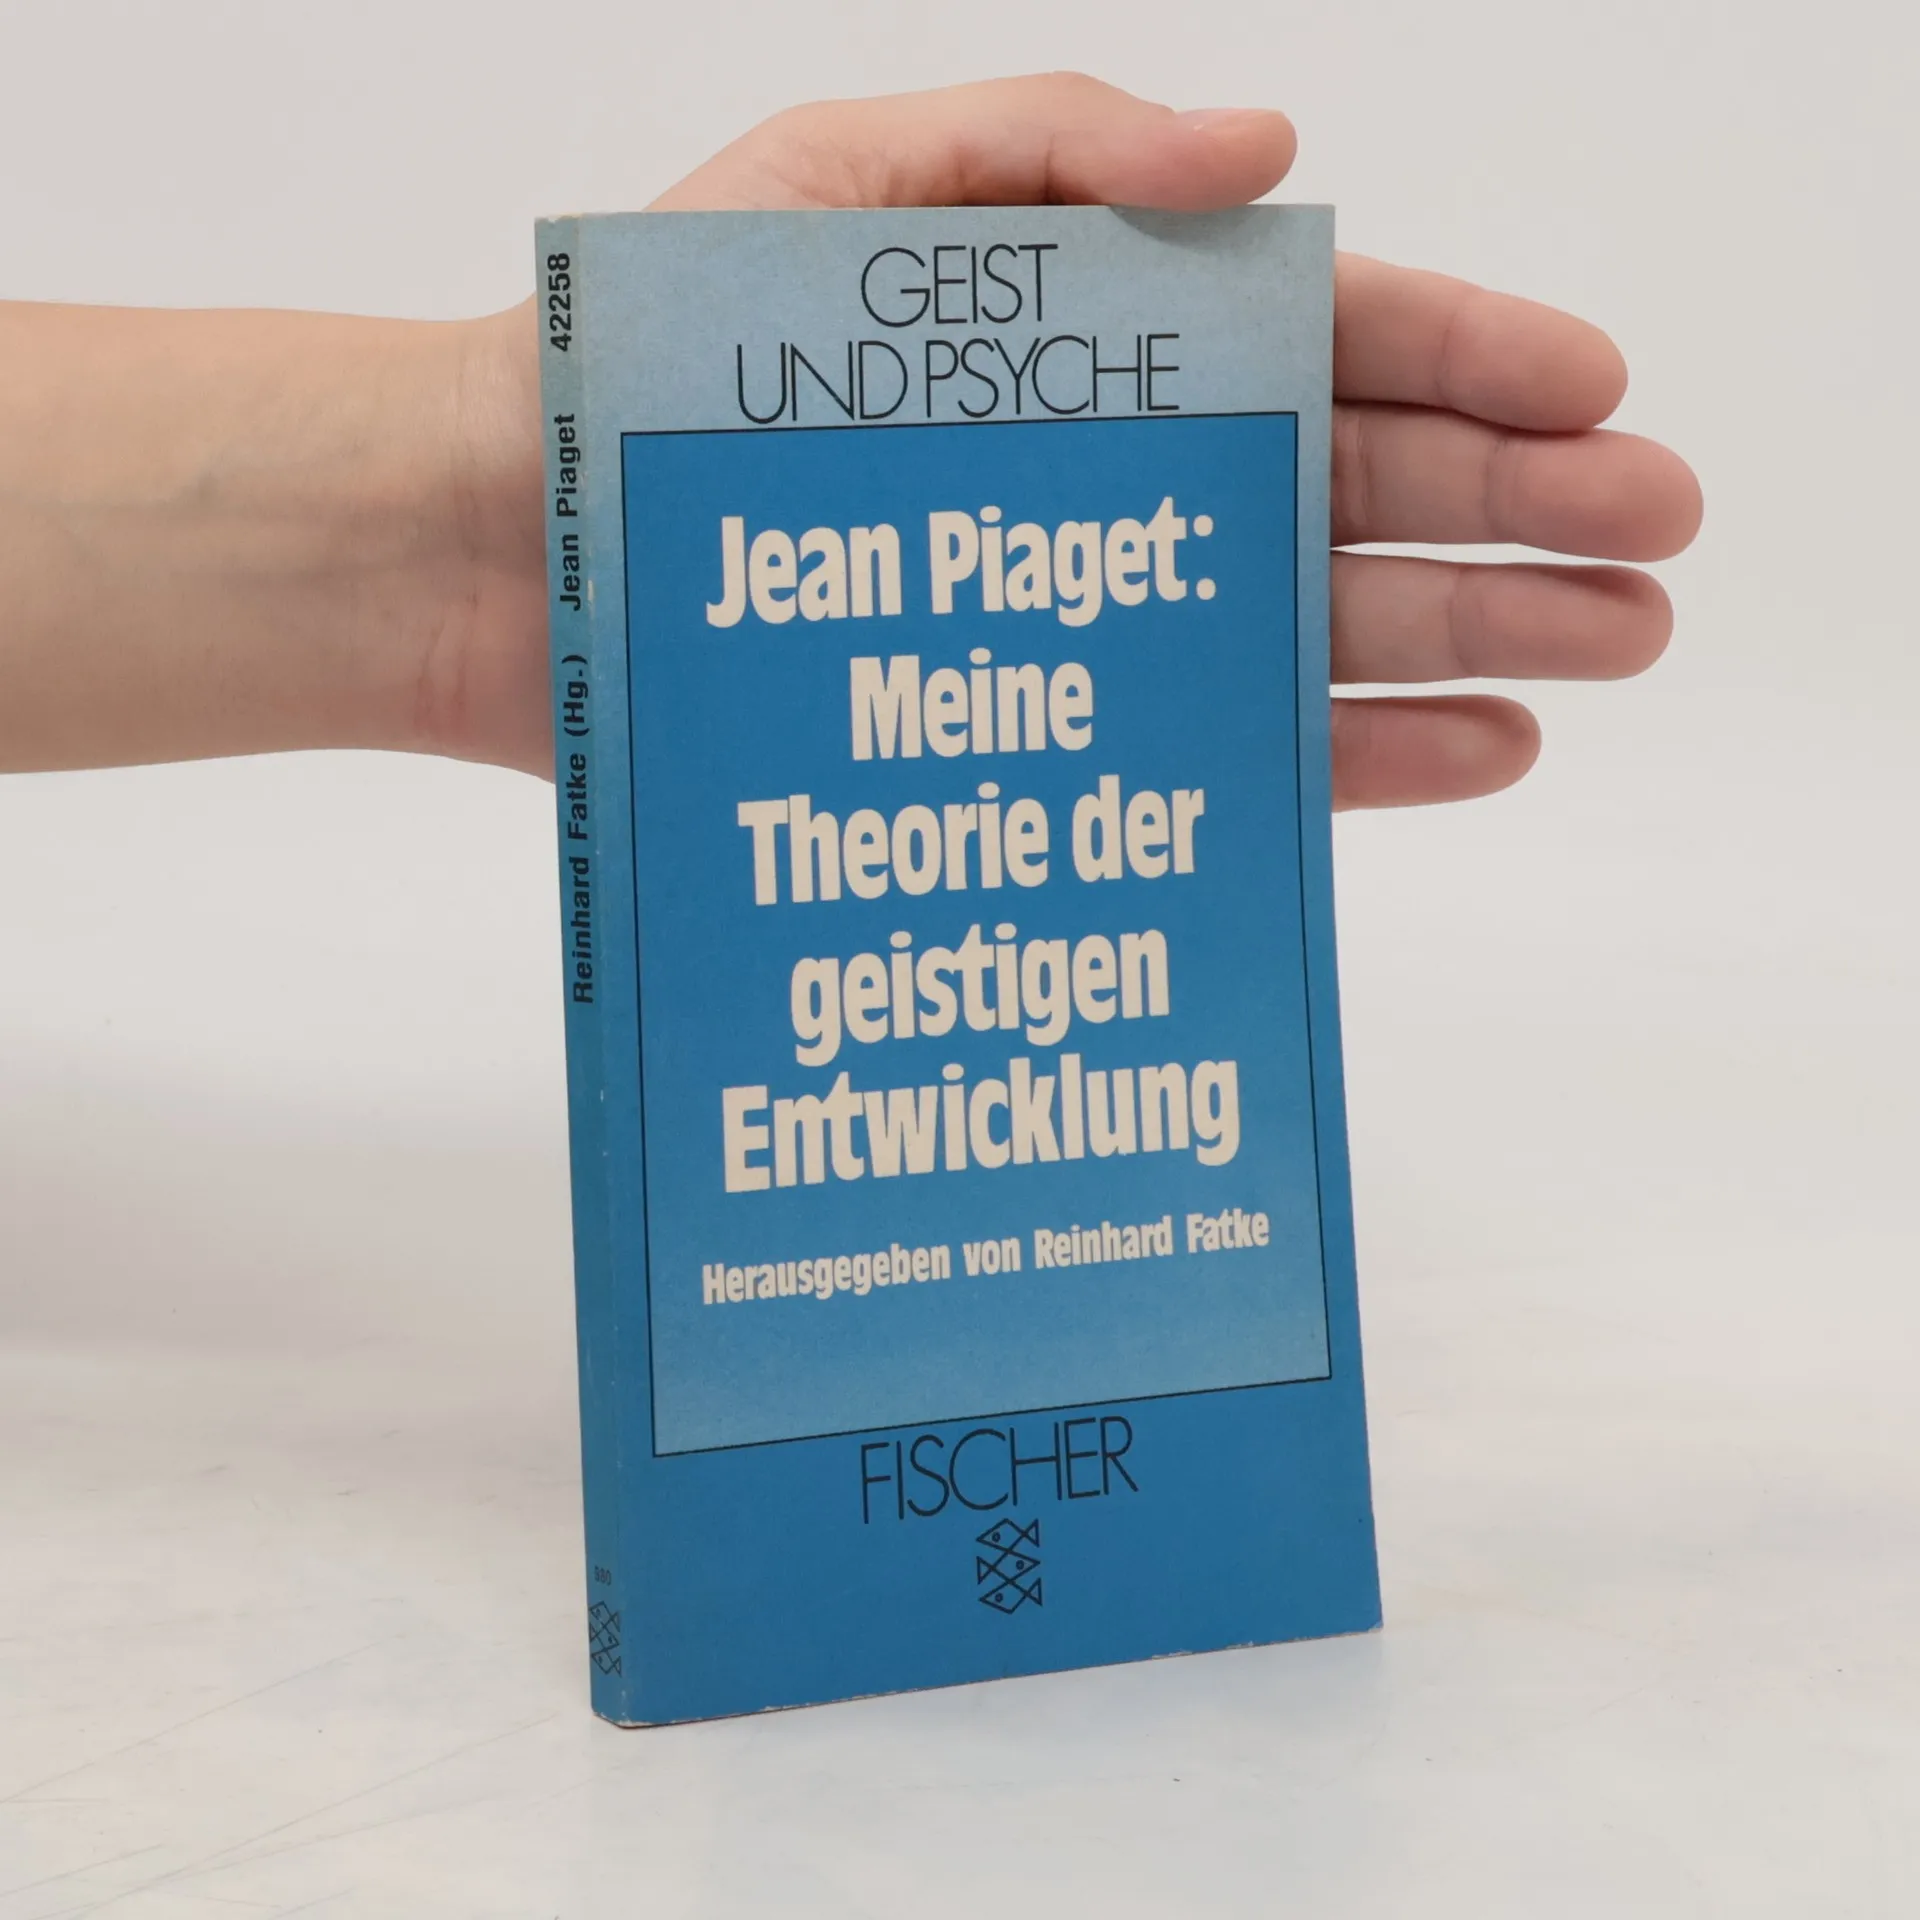 GEIST
UND PSYCHE
Jean Piaget:
Meine
Theorie der
geistigen
Entwicklung
Herausgegeben von Reinhard Fatke
FISCHER
Reinhard Fatke (Hg.) Jean Piaget 42258